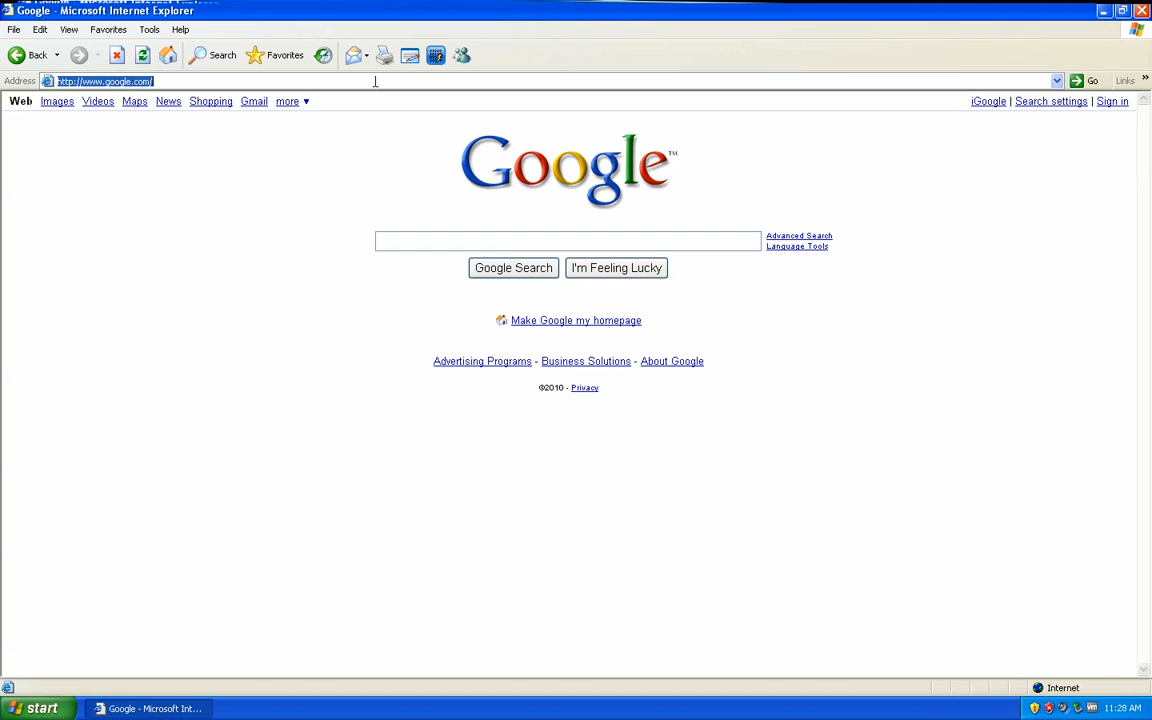 Google - Microsoft Internet Explorer
File Edit View Favorites Tools Help
Back Search Favorites
Address http://www.google.com/ Go Links »
Web Images Videos Maps News Shopping Gmail more ▼ iGoogle | Search settings | Sign in
Google™
Advanced Search
Language Tools
Google Search I'm Feeling Lucky
Make Google my homepage
Advertising Programs - Business Solutions - About Google
©2010 - Privacy
Internet
start Google - Microsoft Int... 11:28 AM